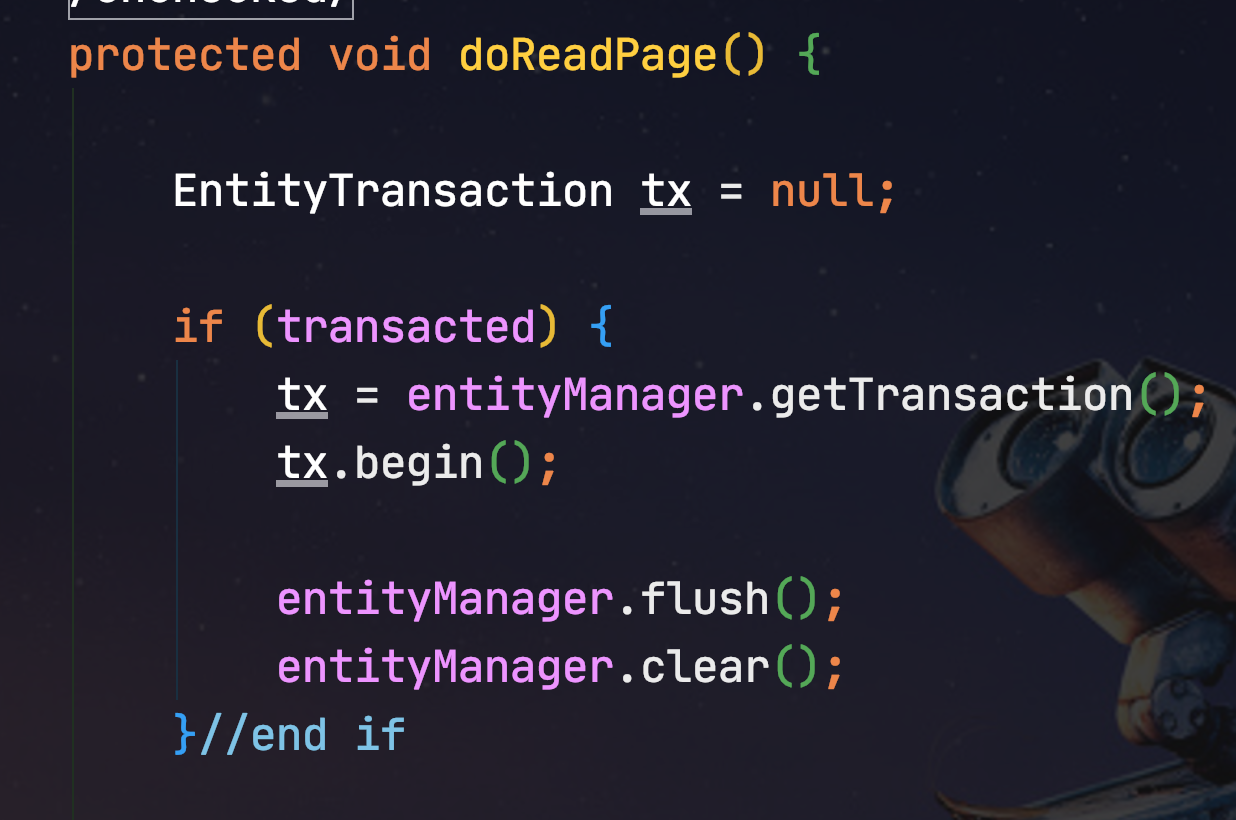 protected void doReadPage() {
EntityTransaction tx = null;
if (transacted) {
tx = entityManager.getTransaction();
tx.begin();
entityManager.flush();
entityManager.clear();
}//end if